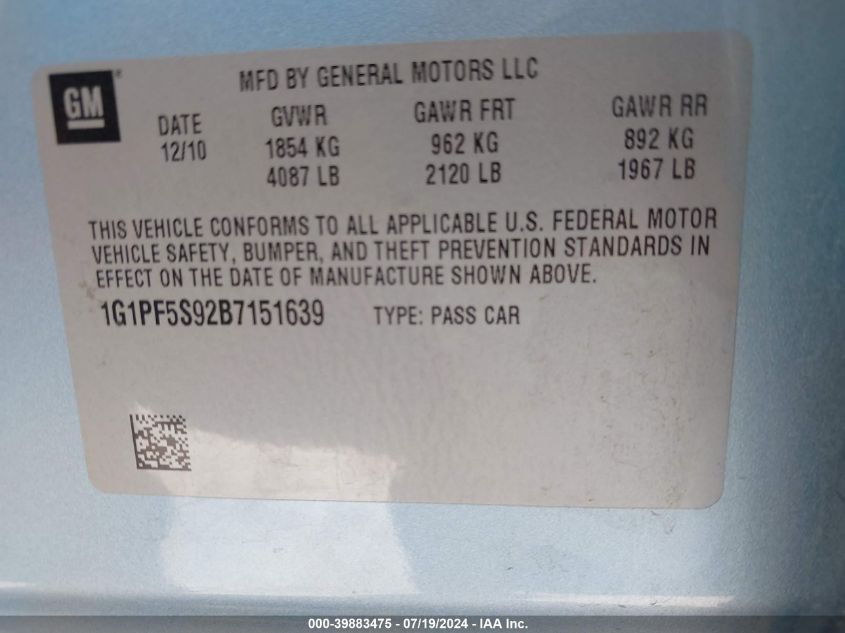 GM
MFD BY GENERAL MOTORS LLC
DATE GVWR GAWR FRT GAWR RR
12/10 1854 KG 962 KG 892 KG
4087 LB 2120 LB 1967 LB
THIS VEHICLE CONFORMS TO ALL APPLICABLE U.S. FEDERAL MOTOR
VEHICLE SAFETY, BUMPER, AND THEFT PREVENTION STANDARDS IN
EFFECT ON THE DATE OF MANUFACTURE SHOWN ABOVE.
1G1PF5S92B7151639 TYPE: PASS CAR
000-39883475 - 07/19/2024 - IAA Inc.